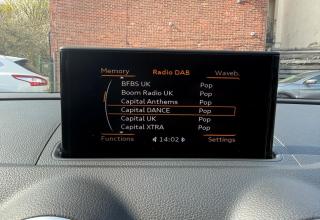 Memory Radio DAB Waveb.
BFBS UK Pop
Boom Radio UK Pop
Capital Anthems Pop
Capital DANCE Pop
Capital UK Pop
Capital XTRA Pop
Functions 14:02 Settings